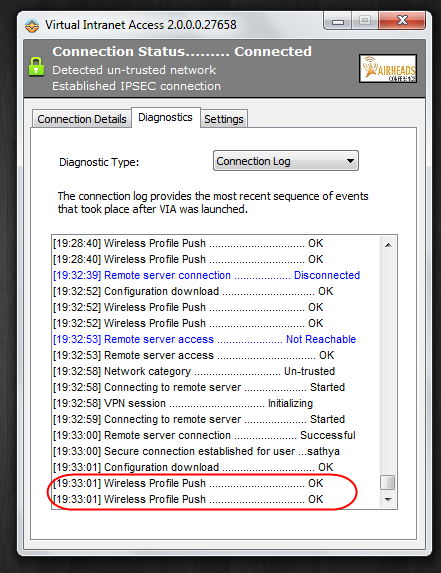 Virtual Intranet Access 2.0.0.0.27658
Connection Status......... Connected
Detected un-trusted network
Established IPSEC connection
AIRHEADS
CONFERENCE
Connection Details
Diagnostics
Settings
Diagnostic Type:
Connection Log
The connection log provides the most recent sequence of events
that took place after VIA was launched.
[19:28:40] Wireless Profile Push ................................ OK
[19:28:40] Wireless Profile Push ................................ OK
[19:32:39] Remote server connection ................... Disconnected
[19:32:52] Configuration download ............................... OK
[19:32:52] Wireless Profile Push ................................ OK
[19:32:52] Wireless Profile Push ................................ OK
[19:32:53] Remote server access ..................... Not Reachable
[19:32:53] Remote server access ................................ OK
[19:32:58] Network category .............................. Un-trusted
[19:32:58] Connecting to remote server ................... Started
[19:32:58] VPN session ................................ Initializing
[19:32:59] Connecting to remote server ................... Started
[19:33:00] Remote server connection ................... Successful
[19:33:00] Secure connection established for user ...sathya
[19:33:01] Configuration download ............................... OK
[19:33:01] Wireless Profile Push ................................ OK
[19:33:01] Wireless Profile Push ................................ OK